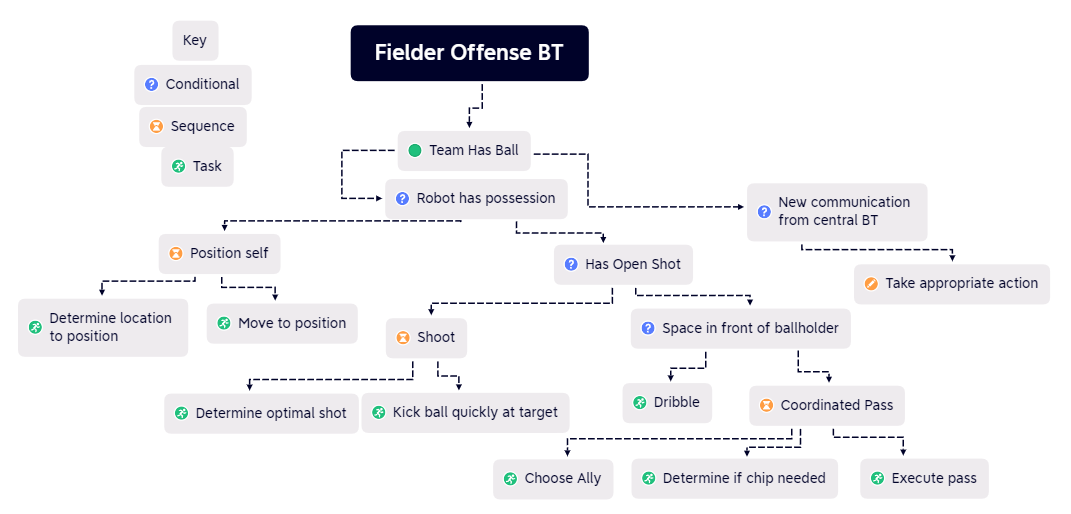 Key
Fielder Offense BT
Conditional
Sequence
Team Has Ball
Task
Robot has possession
New communication
from central BT
Position self
Has Open Shot
Take appropriate action
Determine location
to position
Move to position
Shoot
Space in front of ballholder
Determine optimal shot
Kick ball quickly at target
Dribble
Coordinated Pass
Choose Ally
Determine if chip needed
Execute pass